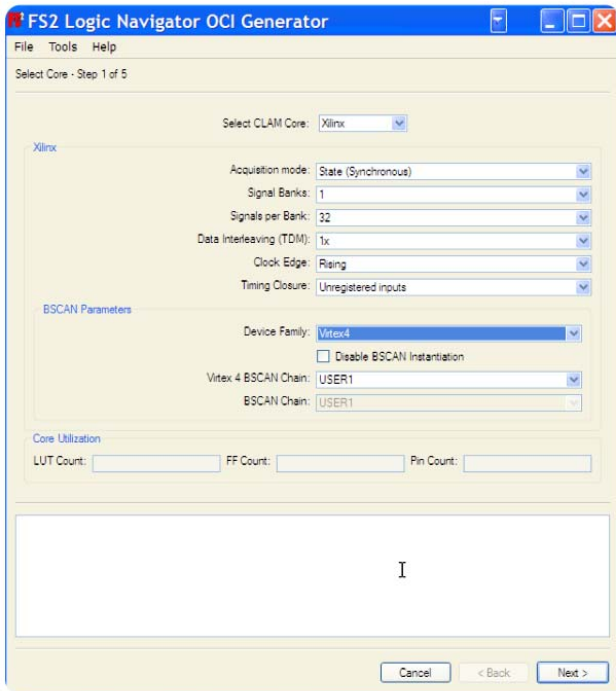 FS2 Logic Navigator OCI Generator
File Tools Help
Select Core - Step 1 of 5
Select CLAM Core: Xilinx
Xilinx
Acquisition mode: State (Synchronous)
Signal Banks: 1
Signals per Bank: 32
Data Interleaving (TDM): 1x
Clock Edge: Rising
Timing Closure: Unregistered inputs
BSCAN Parameters
Device Family: Virtex4
Disable BSCAN Instantiation
Virtex 4 BSCAN Chain: USER1
BSCAN Chain: USER1
Core Utilization
LUT Count: FF Count: Pin Count:
Cancel < Back Next >